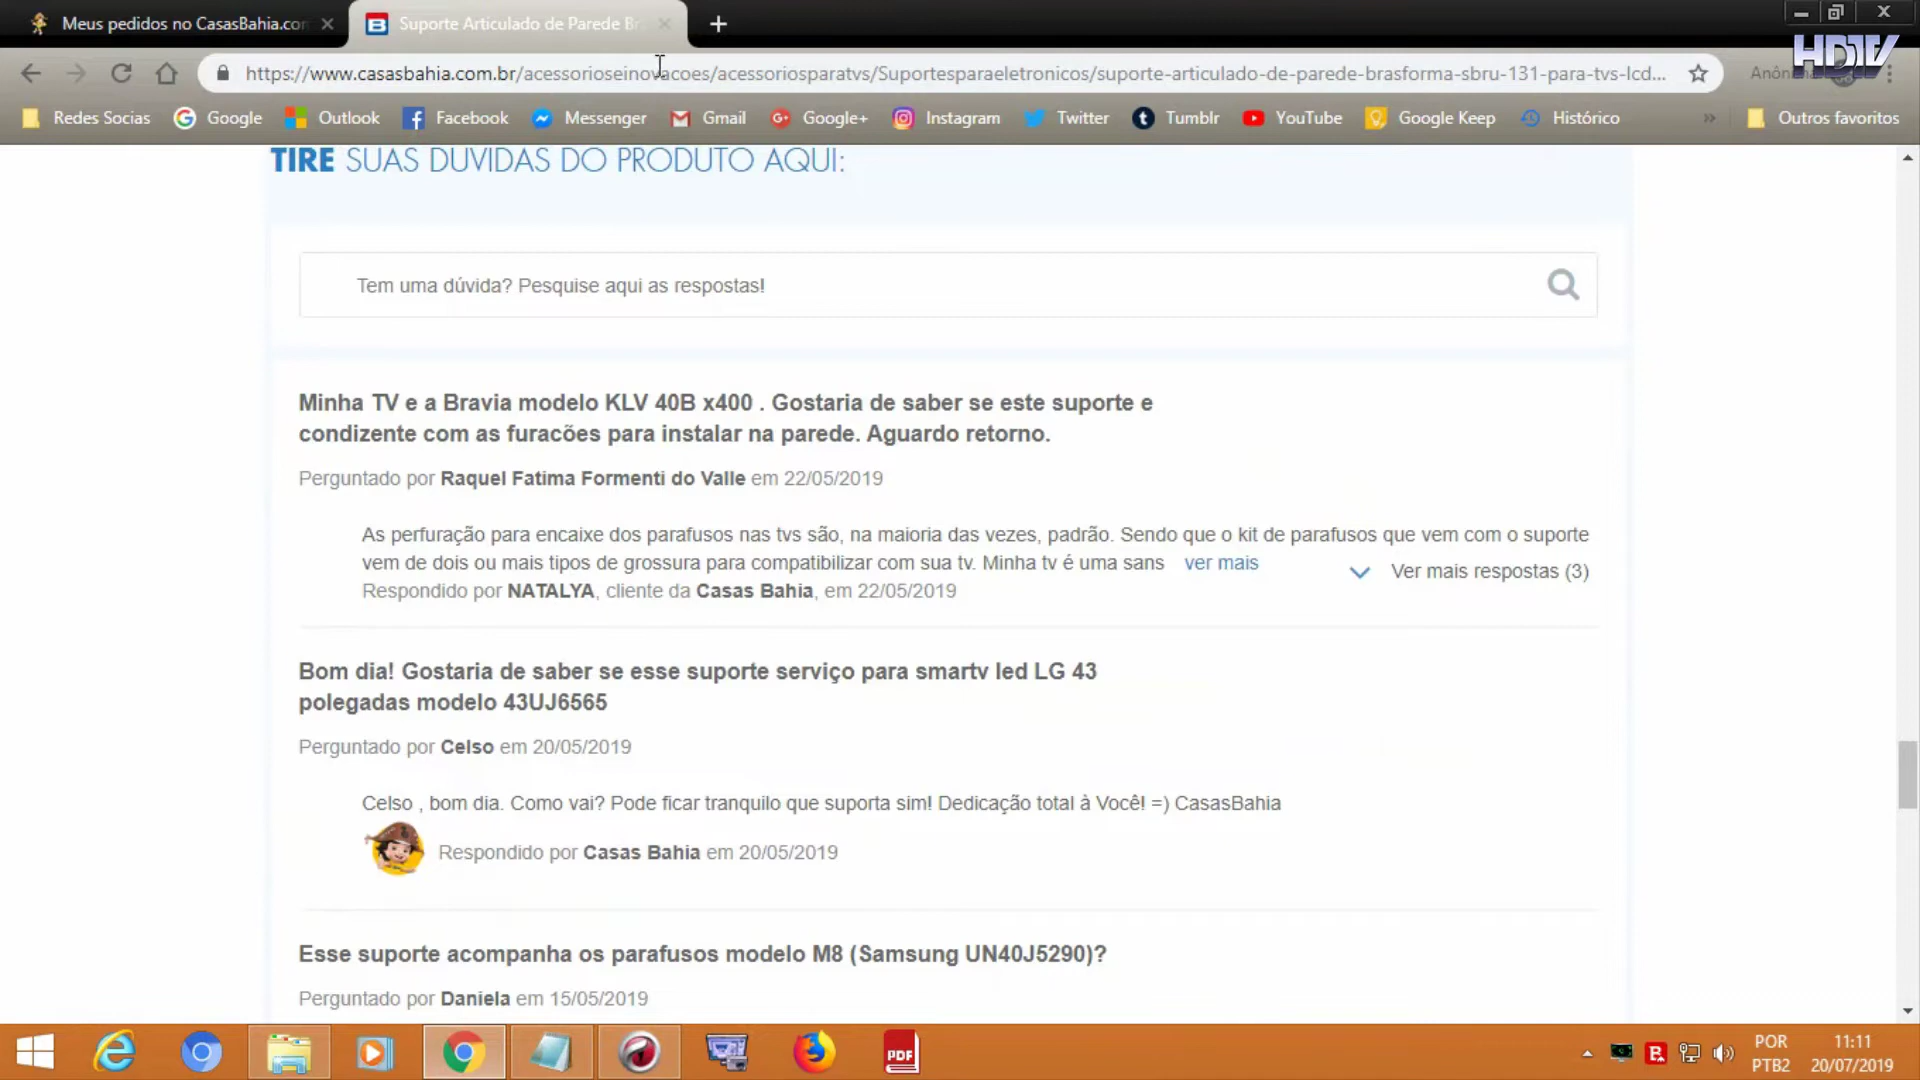 Meus pedidos no CasasBahia.com
Suporte Articulado de Parede Br
HDTV
https://www.casasbahia.com.br/acessorioseinovacoes/acessoriosparatvs/Suportesparaeletronicos/suporte-articulado-de-parede-brasforma-sbru-131-para-tvs-lcd...
Redes Socias Google Outlook Facebook Messenger Gmail Google+ Instagram Twitter Tumblr YouTube Google Keep Histórico » Outros favoritos
TIRE SUAS DUVIDAS DO PRODUTO AQUI:
Tem uma dúvida? Pesquise aqui as respostas!
Minha TV e a Bravia modelo KLV 40B x400 . Gostaria de saber se este suporte e
condizente com as furacões para instalar na parede. Aguardo retorno.
Perguntado por Raquel Fatima Formenti do Valle em 22/05/2019
As perfuração para encaixe dos parafusos nas tvs são, na maioria das vezes, padrão. Sendo que o kit de parafusos que vem com o suporte
vem de dois ou mais tipos de grossura para compatibilizar com sua tv. Minha tv é uma sans ver mais
Ver mais respostas (3)
Respondido por NATALYA, cliente da Casas Bahia, em 22/05/2019
Bom dia! Gostaria de saber se esse suporte serviço para smartv led LG 43
polegadas modelo 43UJ6565
Perguntado por Celso em 20/05/2019
Celso , bom dia. Como vai? Pode ficar tranquilo que suporta sim! Dedicação total à Você! =) CasasBahia
Respondido por Casas Bahia em 20/05/2019
Esse suporte acompanha os parafusos modelo M8 (Samsung UN40J5290)?
Perguntado por Daniela em 15/05/2019
PDF
POR
PTB2
11:11
20/07/2019